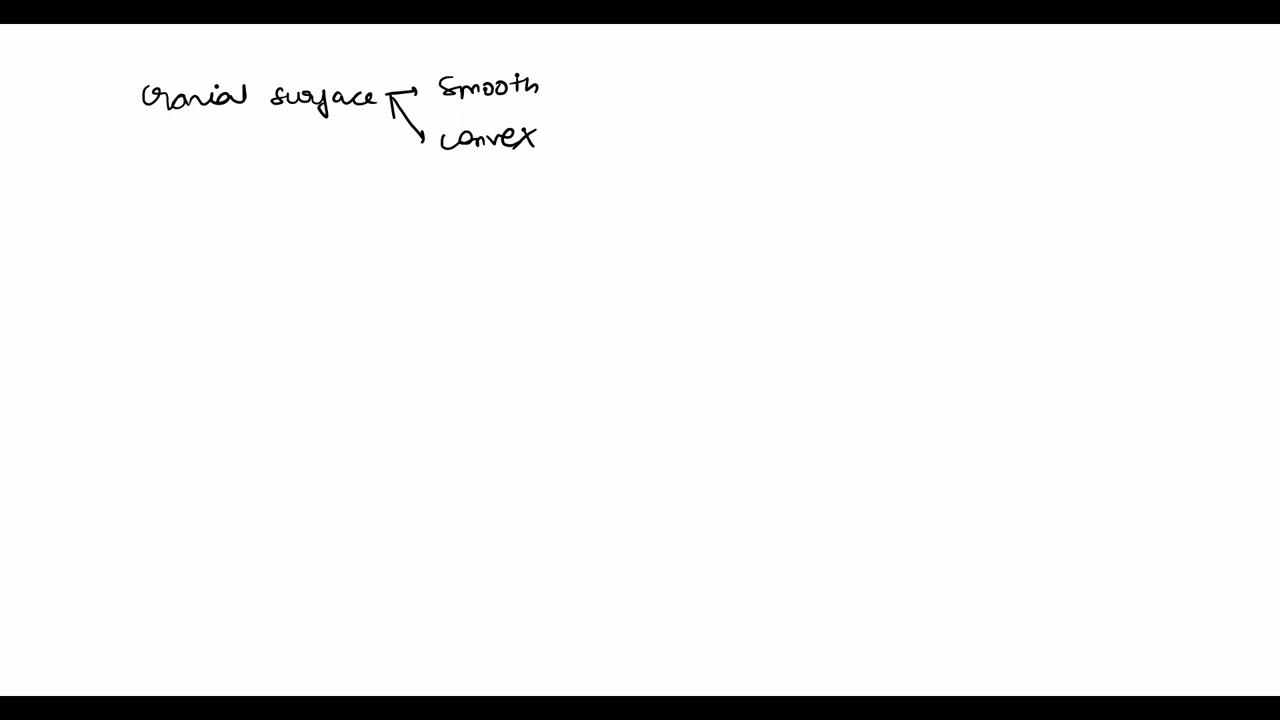 Cranial surface → Smooth
→ Convex